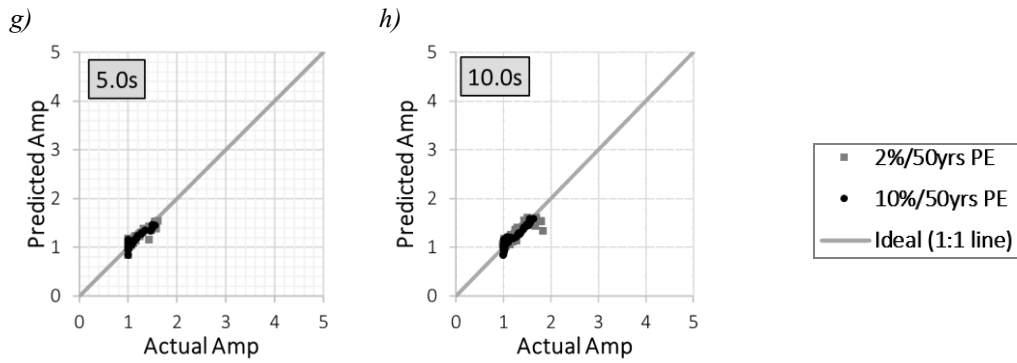 g)
5.0s
5
4
3
2
1
0
Predicted Amp
0 1 2 3 4 5
Actual Amp
h)
10.0s
5
4
3
2
1
0
Predicted Amp
0 1 2 3 4 5
Actual Amp
2%/50yrs PE
10%/50yrs PE
Ideal (1:1 line)